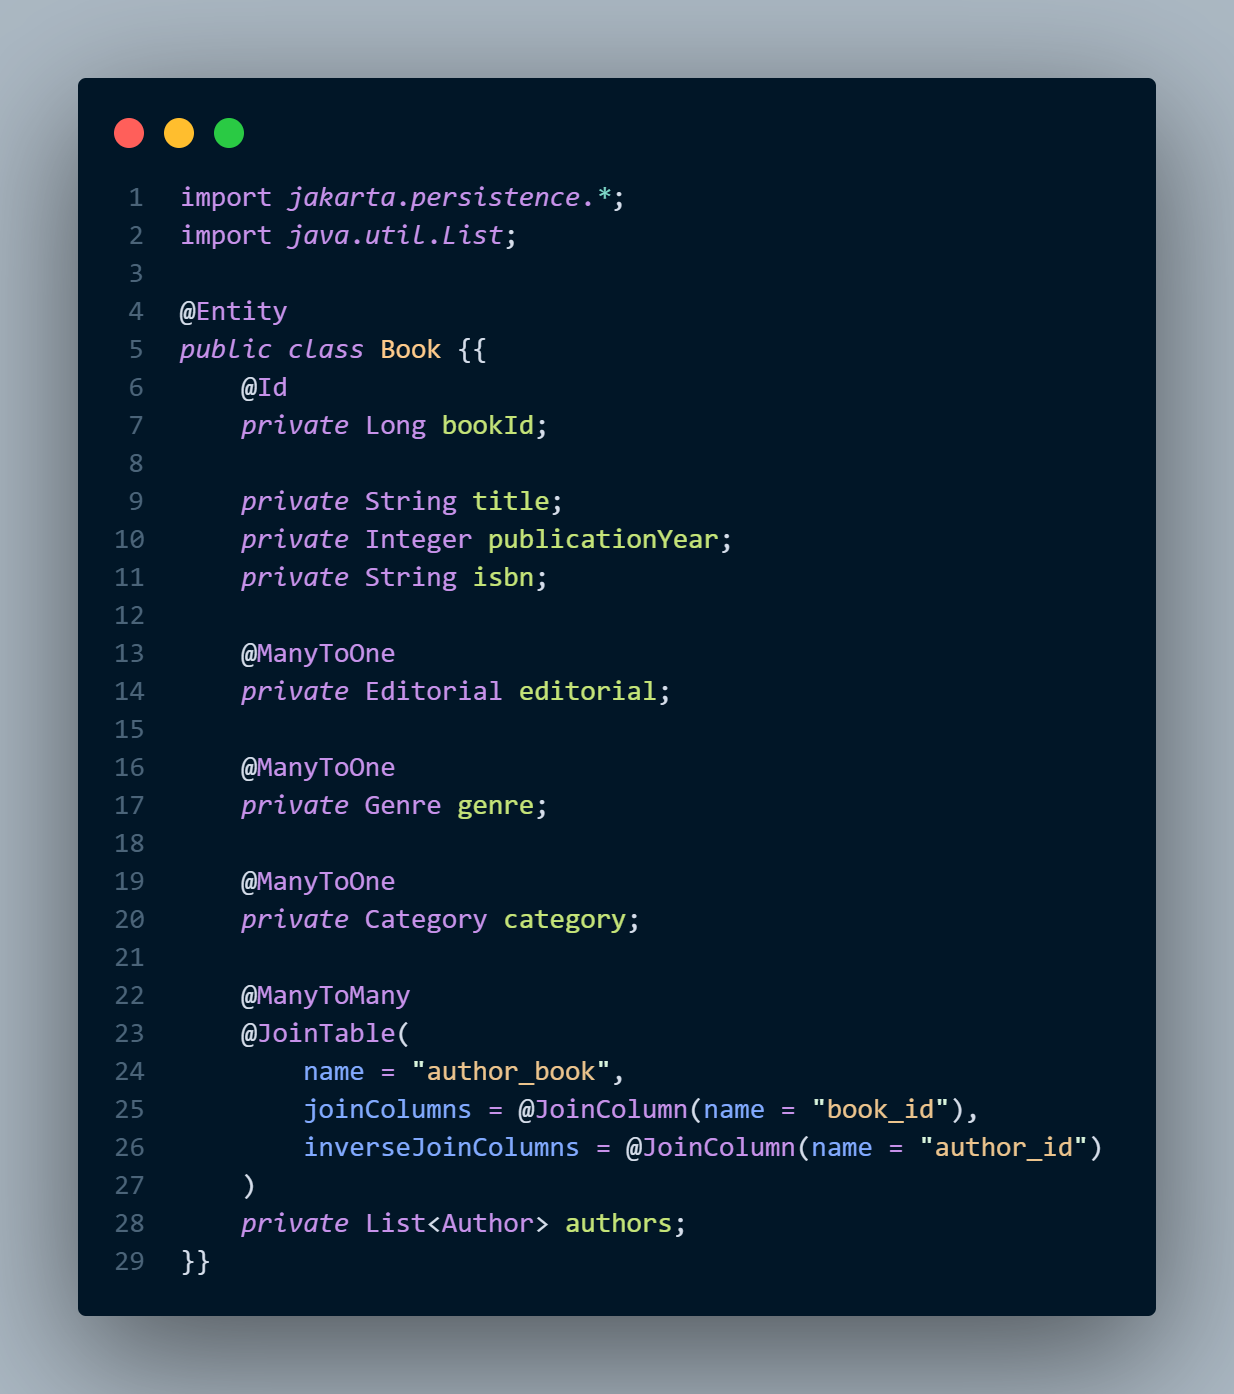 1 import jakarta.persistence.*;
2 import java.util.List;
3
4 @Entity
5 public class Book {{
6     @Id
7     private Long bookId;
8
9     private String title;
10     private Integer publicationYear;
11     private String isbn;
12
13     @ManyToOne
14     private Editorial editorial;
15
16     @ManyToOne
17     private Genre genre;
18
19     @ManyToOne
20     private Category category;
21
22     @ManyToMany
23     @JoinTable(
24         name = "author_book",
25         joinColumns = @JoinColumn(name = "book_id"),
26         inverseJoinColumns = @JoinColumn(name = "author_id")
27     )
28     private List<Author> authors;
29 }}